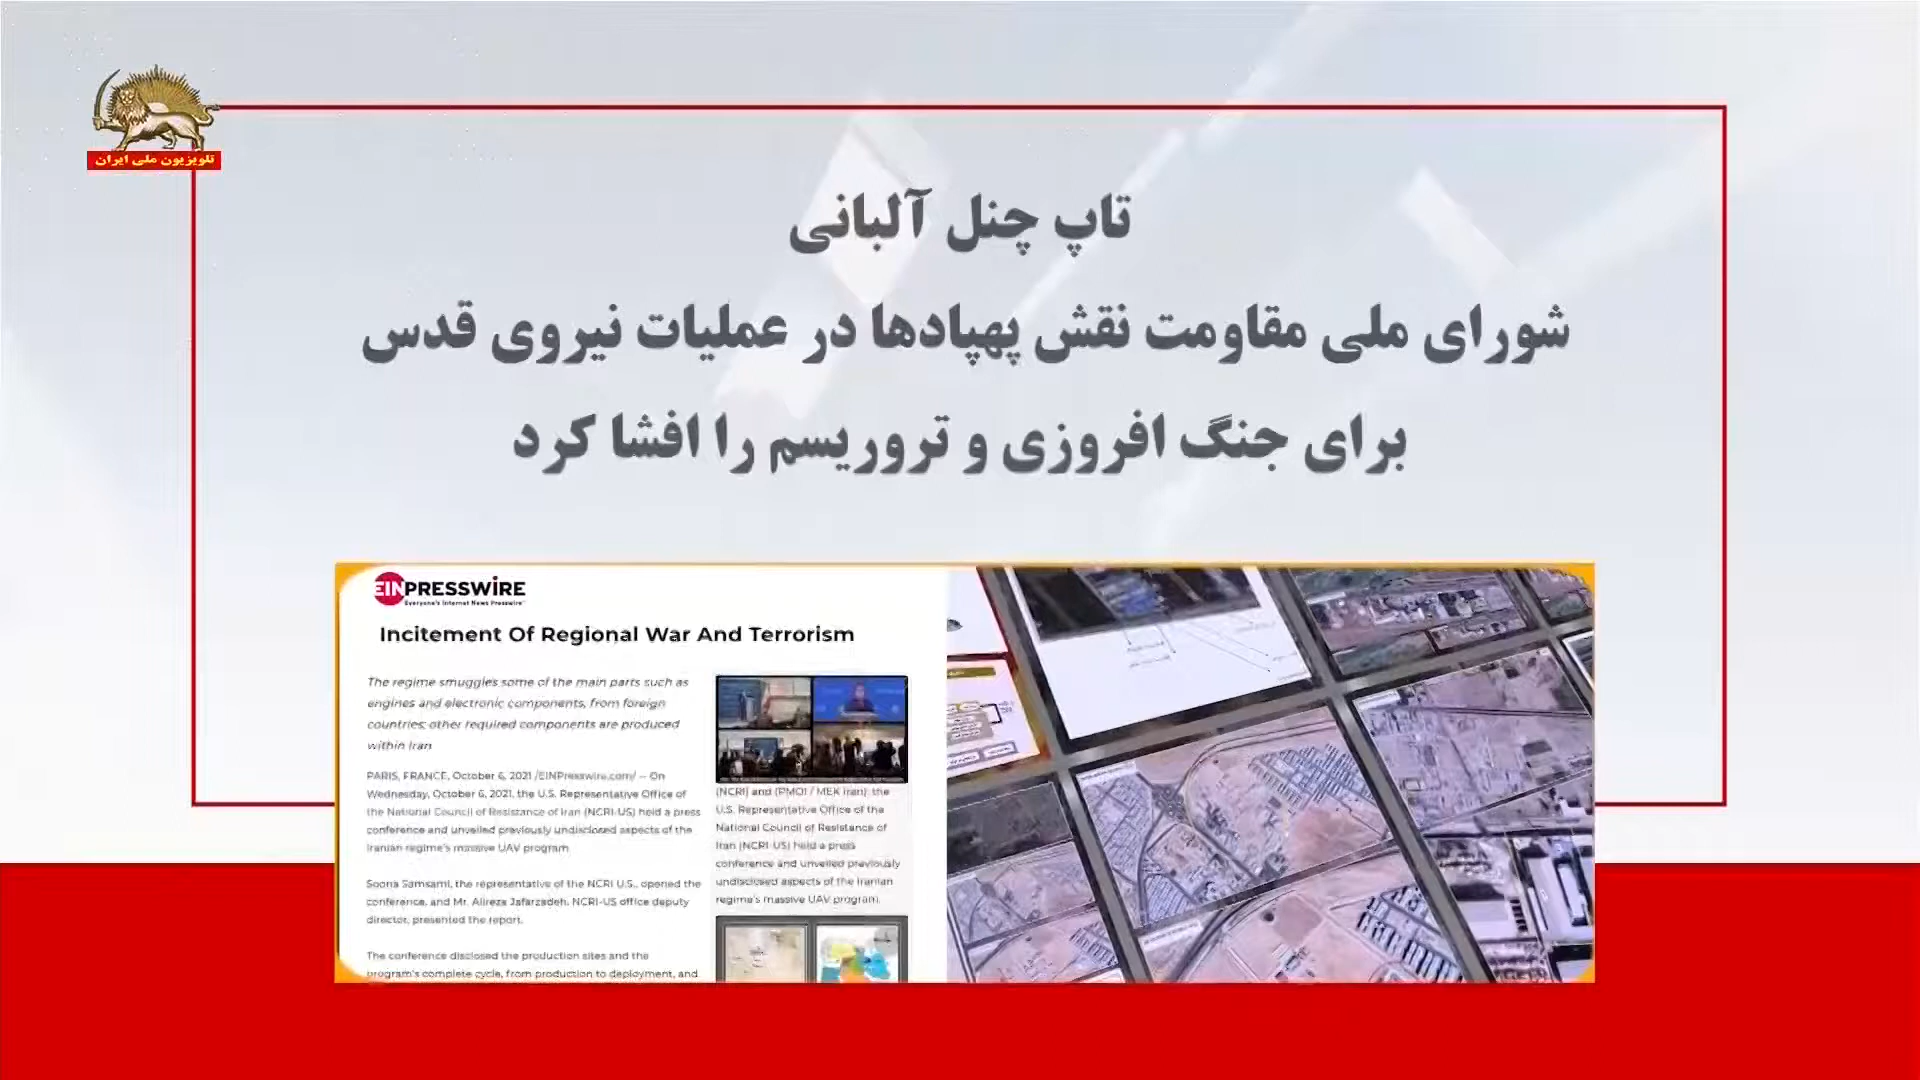 تلویزیون ملی ایران
تاپ چنل آلبانی
شورای ملی مقاومت نقش پهپادها در عملیات نیروی قدس
برای جنگ افروزی و تروریسم را افشا کرد
EINPRESSWIRE
Everyone's Internet News Presswire
Incitement Of Regional War And Terrorism
The regime smuggles some of the main parts such as
engines and electronic components, from foreign
countries; other required components are produced
within Iran
PARIS, FRANCE, October 6, 2021 /EINPresswire.com/ -- On
Wednesday, October 6, 2021, the U.S. Representative Office of
the National Council of Resistance of Iran (NCRI-US) held a press
conference and unveiled previously undisclosed aspects of the
Iranian regime's massive UAV program
Soona Samsami, the representative of the NCRI U.S., opened the
conference, and Mr. Alireza Jafarzadeh, NCRI-US office deputy
director, presented the report.
The conference disclosed the production sites and the
program's complete cycle, from production to deployment, and
(NCRI) and (PMOI / MEK Iran): the
U.S. Representative Office of the
National Council of Resistance of
Iran (NCRI-US) held a press
conference and unveiled previously
undisclosed aspects of the Iranian
regime's massive UAV program.